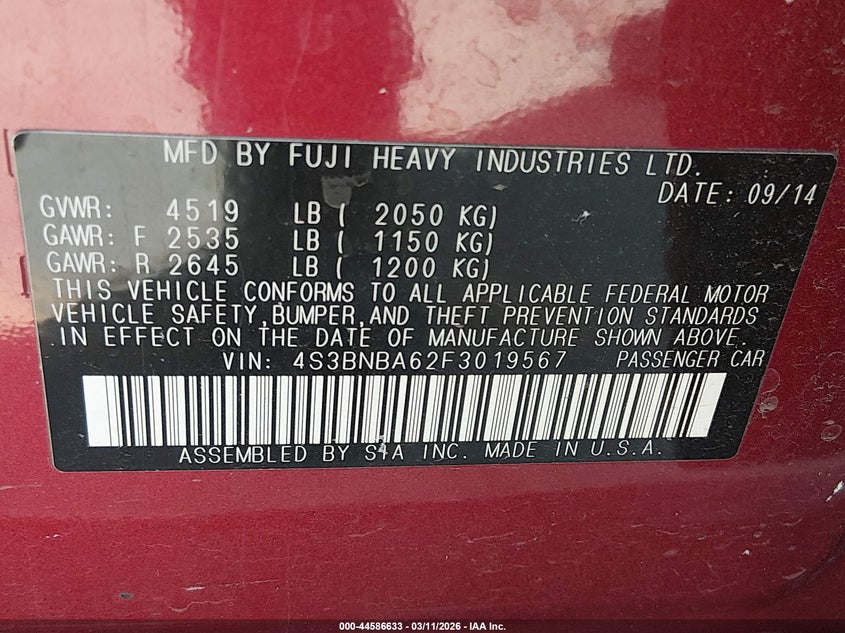 MFD BY FUJI HEAVY INDUSTRIES LTD.
DATE: 09/14
GVWR: 4519 LB ( 2050 KG)
GAWR: F 2535 LB ( 1150 KG)
GAWR: R 2645 LB ( 1200 KG)
THIS VEHICLE CONFORMS TO ALL APPLICABLE FEDERAL MOTOR
VEHICLE SAFETY, BUMPER, AND THEFT PREVENTION STANDARDS
IN EFFECT ON THE DATE OF MANUFACTURE SHOWN ABOVE.
VIN: 4S3BNBA62F3019567 PASSENGER CAR
ASSEMBLED BY SIA INC. MADE IN U.S.A.
000-44586633 - 03/11/2026 - IAA Inc.